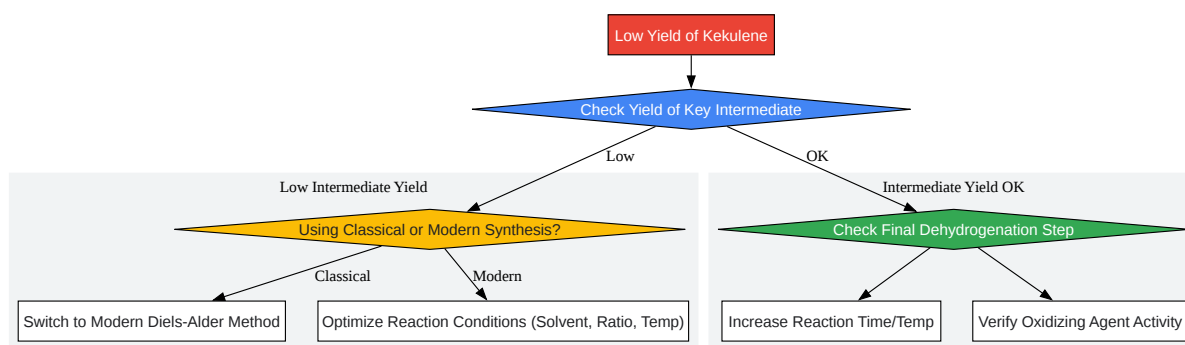 Low Yield of Kekulene
Check Yield of Key Intermediate
Low
OK
Low Intermediate Yield
Intermediate Yield OK
Using Classical or Modern Synthesis?
Check Final Dehydrogenation Step
Classical
Modern
Switch to Modern Diels-Alder Method
Optimize Reaction Conditions (Solvent, Ratio, Temp)
Increase Reaction Time/Temp
Verify Oxidizing Agent Activity